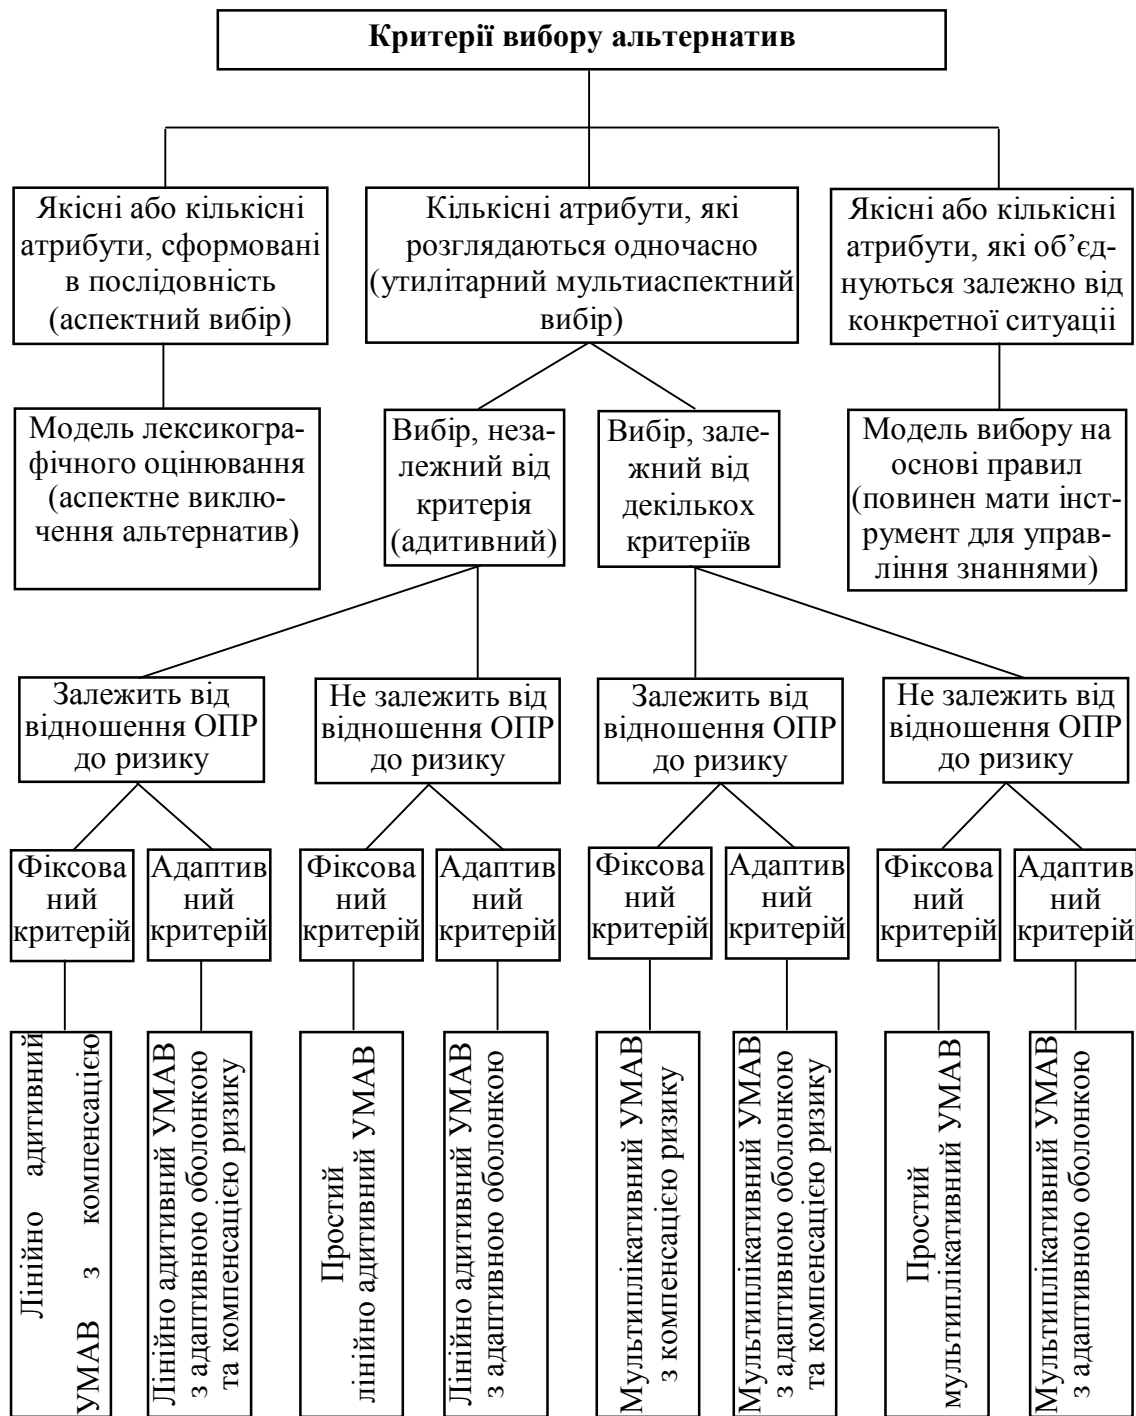 Критерії вибору альтернатив
Якісні або кількісні
атрибути, сформовані
в послідовність
(аспектний вибір)
Кількісні атрибути, які
розглядаються одночасно
(утилітарний мультиаспектний
вибір)
Якісні або кількісні
атрибути, які об’єд-
нуються залежно від
конкретної ситуації
Модель лексикогра-
фічного оцінювання
(аспектне виклю-
чення альтернатив)
Вибір, неза-
лежний від
критерія
(адитивний)
Вибір, зале-
жний від
декількох
критеріїв
Модель вибору на
основі правил
(повинен мати інст-
румент для управ-
ління знаннями)
Залежить від
відношення ОПР
до ризику
Не залежить від
відношення ОПР
до ризику
Залежить від
відношення ОПР
до ризику
Не залежить від
відношення ОПР
до ризику
Фіксова
ний
критерій
Адаптив
ний
критерій
Фіксова
ний
критерій
Адаптив
ний
критерій
Фіксова
ний
критерій
Адаптив
ний
критерій
Фіксова
ний
критерій
Адаптив
ний
критерій
Лінійно адитивний
УМАВ з компенсацією
Лінійно адитивний УМАВ
з адаптивною оболонкою
та компенсацією ризику
Простий
лінійно адитивний УМАВ
Лінійно адитивний УМАВ
з адаптивною оболонкою
Мультиплікативний УМАВ
з компенсацією ризику
Мультиплікативний УМАВ
з адаптивною оболонкою
та компенсацією ризику
Простий
мультиплікативний УМАВ
Мультиплікативний УМАВ
з адаптивною оболонкою